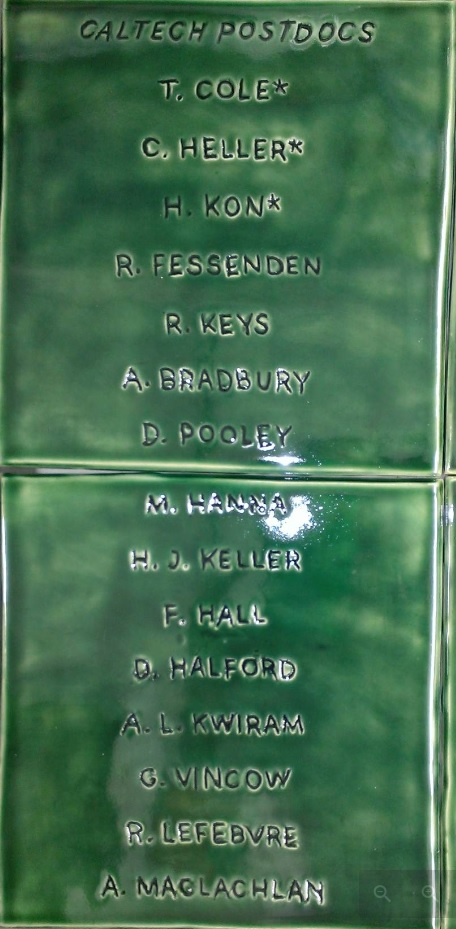 CALTECH POSTDOCS
T. COLE*
C. HELLER*
H. KON*
R. FESSENDEN
R. KEYS
A. BRADBURY
D. POOLEY
M. HANNA
H. J. KELLER
F. HALL
D. HALFORD
A. L. KWIRAM
G. VINCOW
R. LEFEBVRE
A. MACLACHLAN